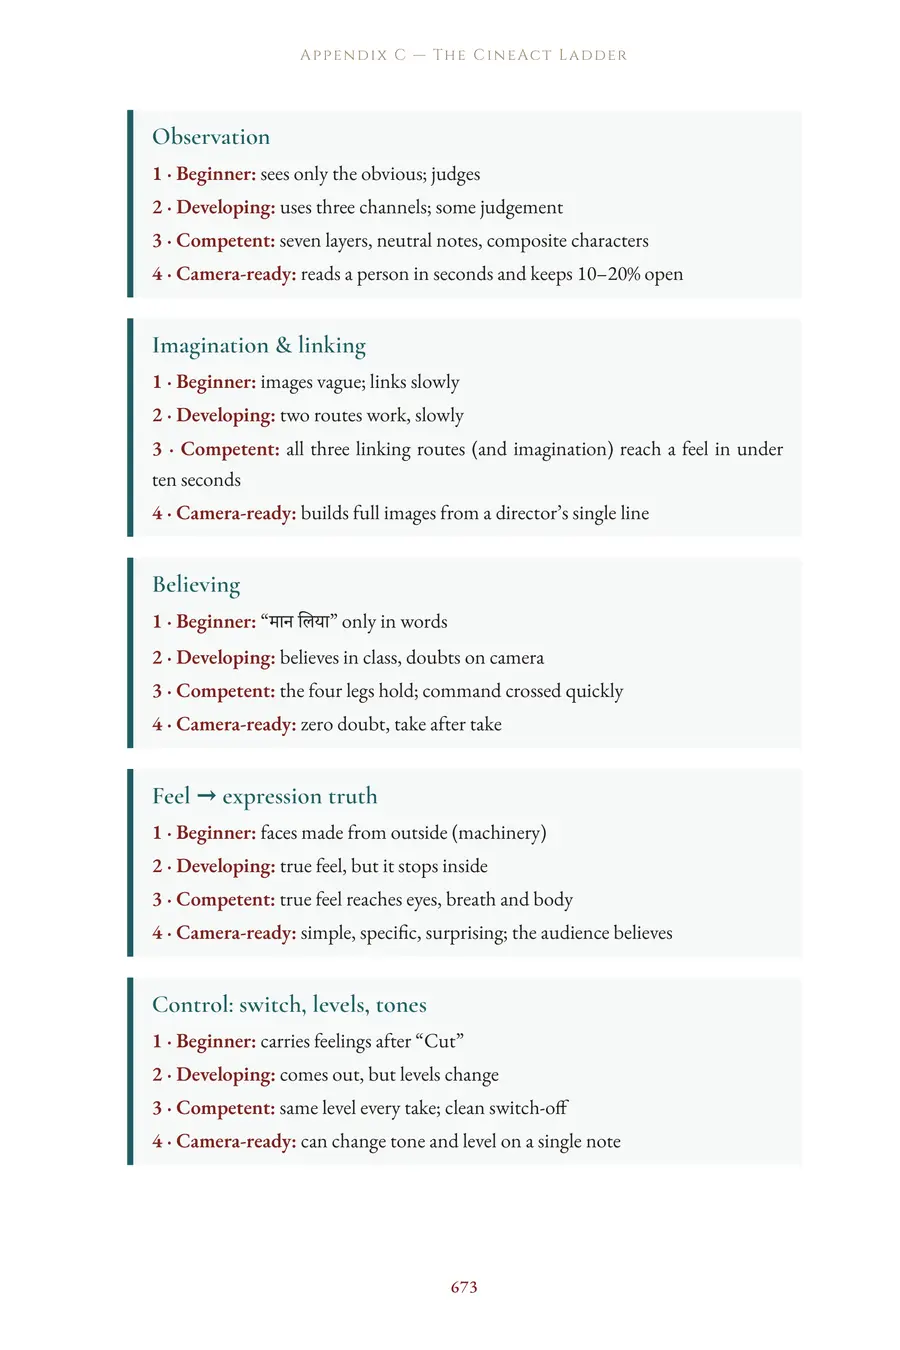 APPENDIX C — THE CINEACT LADDER
Observation
1 · Beginner: sees only the obvious; judges
2 · Developing: uses three channels; some judgement
3 · Competent: seven layers, neutral notes, composite characters
4 · Camera-ready: reads a person in seconds and keeps 10–20% open
Imagination & linking
1 · Beginner: images vague; links slowly
2 · Developing: two routes work, slowly
3 · Competent: all three linking routes (and imagination) reach a feel in under
ten seconds
4 · Camera-ready: builds full images from a director’s single line
Believing
1 · Beginner: “मान लिया” only in words
2 · Developing: believes in class, doubts on camera
3 · Competent: the four legs hold; command crossed quickly
4 · Camera-ready: zero doubt, take after take
Feel → expression truth
1 · Beginner: faces made from outside (machinery)
2 · Developing: true feel, but it stops inside
3 · Competent: true feel reaches eyes, breath and body
4 · Camera-ready: simple, specific, surprising; the audience believes
Control: switch, levels, tones
1 · Beginner: carries feelings after “Cut”
2 · Developing: comes out, but levels change
3 · Competent: same level every take; clean switch-off
4 · Camera-ready: can change tone and level on a single note
673